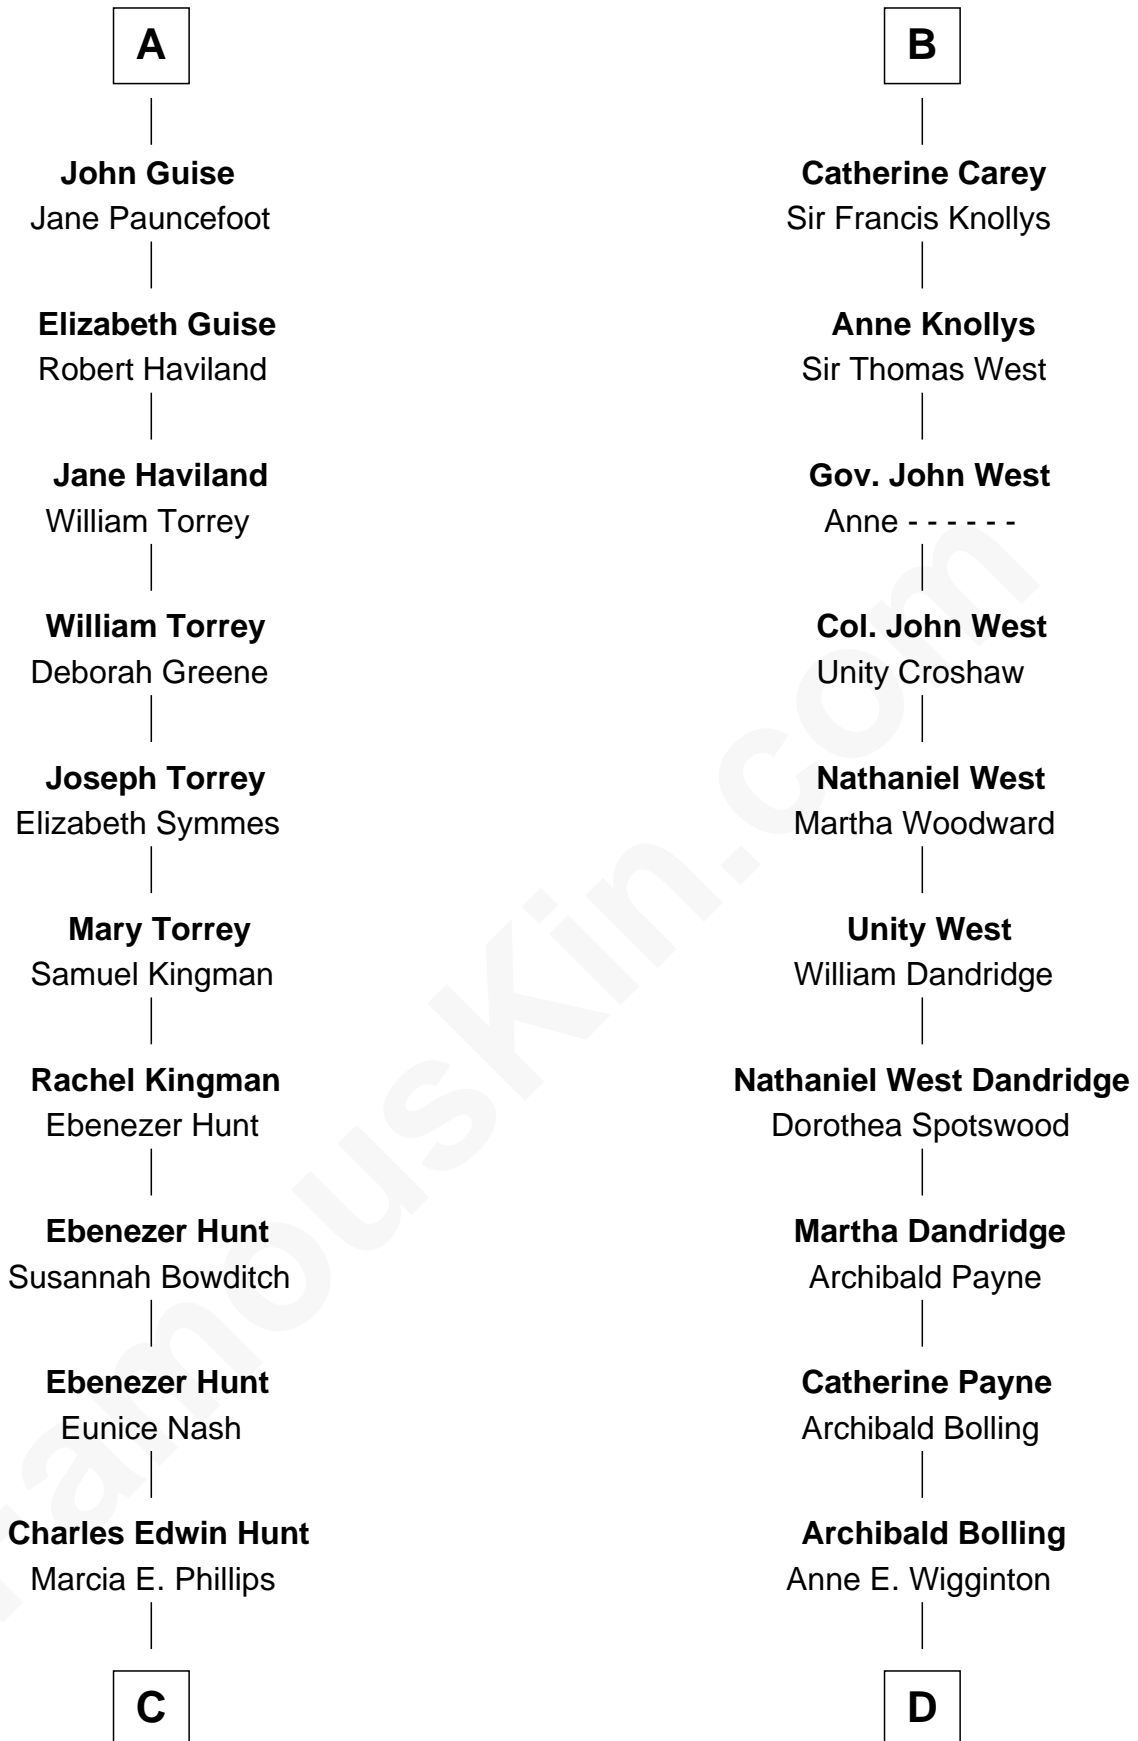 A
John Guise
Jane Pauncefoot
Elizabeth Guise
Robert Haviland
Jane Haviland
William Torrey
William Torrey
Deborah Greene
Joseph Torrey
Elizabeth Symmes
Mary Torrey
Samuel Kingman
Rachel Kingman
Ebenezer Hunt
Ebenezer Hunt
Susannah Bowditch
Ebenezer Hunt
Eunice Nash
Charles Edwin Hunt
Marcia E. Phillips
C
B
Catherine Carey
Sir Francis Knollys
Anne Knollys
Sir Thomas West
Gov. John West
Anne - - - - - -
Col. John West
Unity Croshaw
Nathaniel West
Martha Woodward
Unity West
William Dandridge
Nathaniel West Dandridge
Dorothea Spotswood
Martha Dandridge
Archibald Payne
Catherine Payne
Archibald Bolling
Archibald Bolling
Anne E. Wigginton
D
FamousKin.com